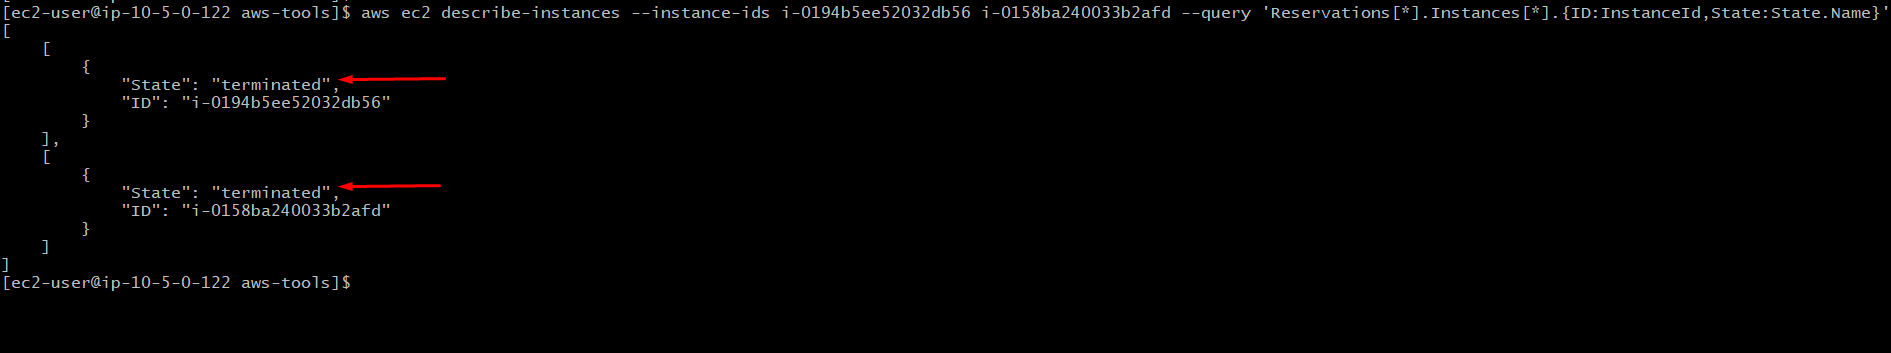 [ec2-user@ip-10-5-0-122 aws-tools]$ aws ec2 describe-instances --instance-ids i-0194b5ee52032db56 i-0158ba240033b2afd --query 'Reservations[*].Instances[*].{ID:InstanceId,State:State.Name}'
[
    [
        {
            "State": "terminated",
            "ID": "i-0194b5ee52032db56"
        }
    ],
    [
        {
            "State": "terminated",
            "ID": "i-0158ba240033b2afd"
        }
    ]
]
[ec2-user@ip-10-5-0-122 aws-tools]$